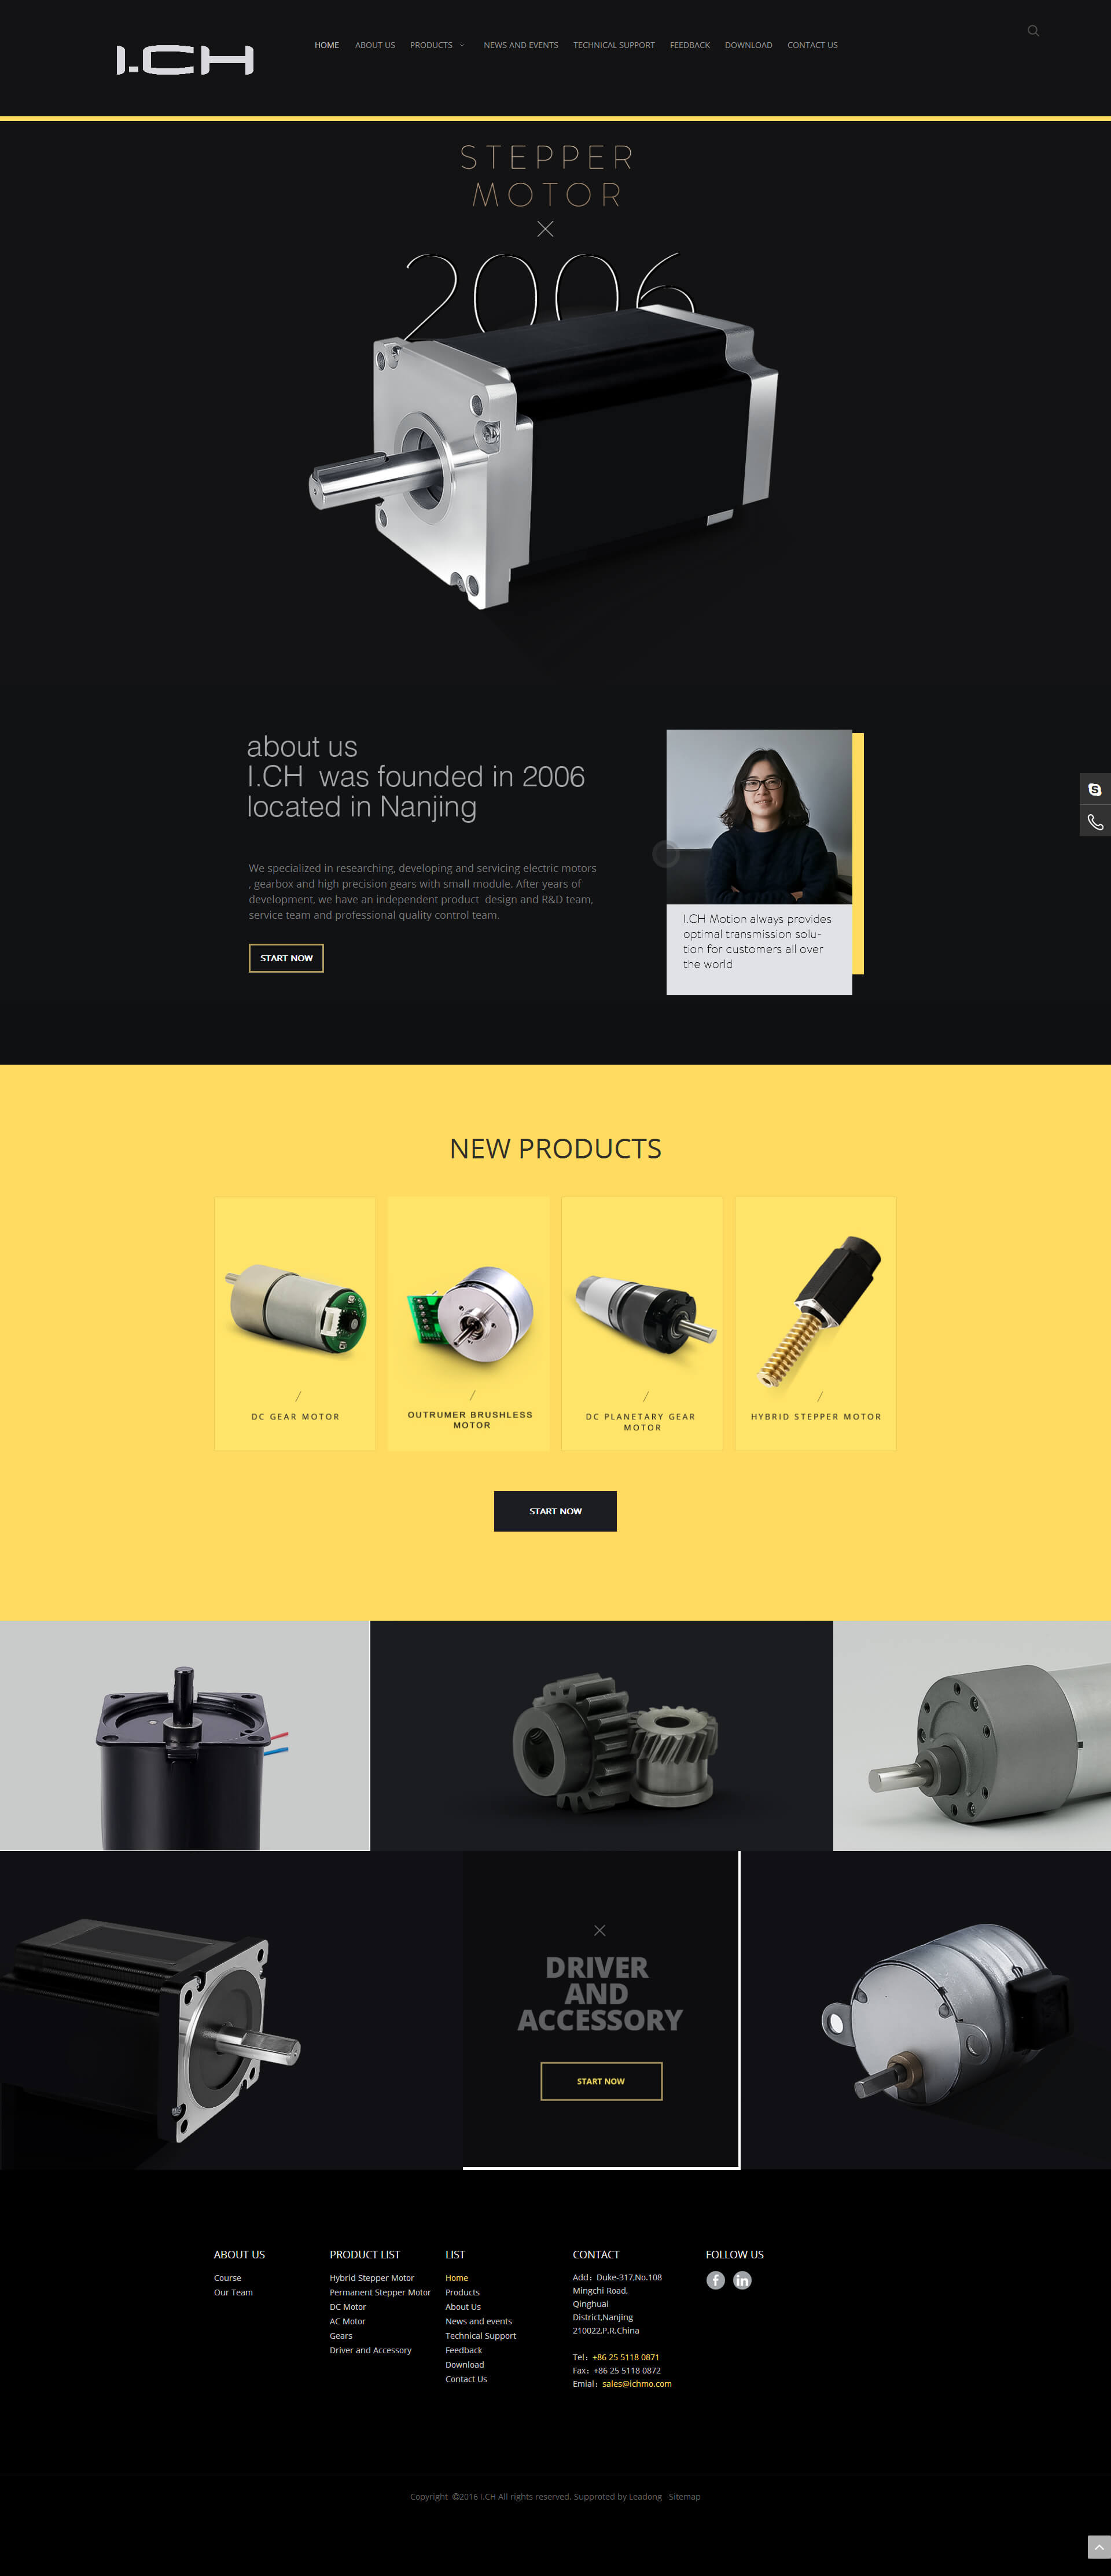 I.CH
HOME ABOUT US PRODUCTS NEWS AND EVENTS TECHNICAL SUPPORT FEEDBACK DOWNLOAD CONTACT US
STEPPER
MOTOR
2006
about us
I.CH was founded in 2006
located in Nanjing
We specialized in researching, developing and servicing electric motors
, gearbox and high precision gears with small module. After years of
development, we have an independent product design and R&D team,
service team and professional quality control team.
START NOW
I.CH Motion always provides
optimal transmission solu-
tion for customers all over
the world
NEW PRODUCTS
DC GEAR MOTOR
OUTRUMER BRUSHLESS
MOTOR
DC PLANETARY GEAR
MOTOR
HYBRID STEPPER MOTOR
START NOW
DRIVER
AND
ACCESSORY
START NOW
ABOUT US
Course
Our Team
PRODUCT LIST
Hybrid Stepper Motor
Permanent Stepper Motor
DC Motor
AC Motor
Gears
Driver and Accessory
LIST
Home
Products
About Us
News and events
Technical Support
Feedback
Download
Contact Us
CONTACT
Add：Duke-317,No.108
Mingchi Road,
Qinghuai
District,Nanjing
210022,P.R.China
Tel：+86 25 5118 0871
Fax：+86 25 5118 0872
Emial：sales@ichmo.com
FOLLOW US
Copyright ©2016 I.CH All rights reserved. Supproted by Leadong Sitemap